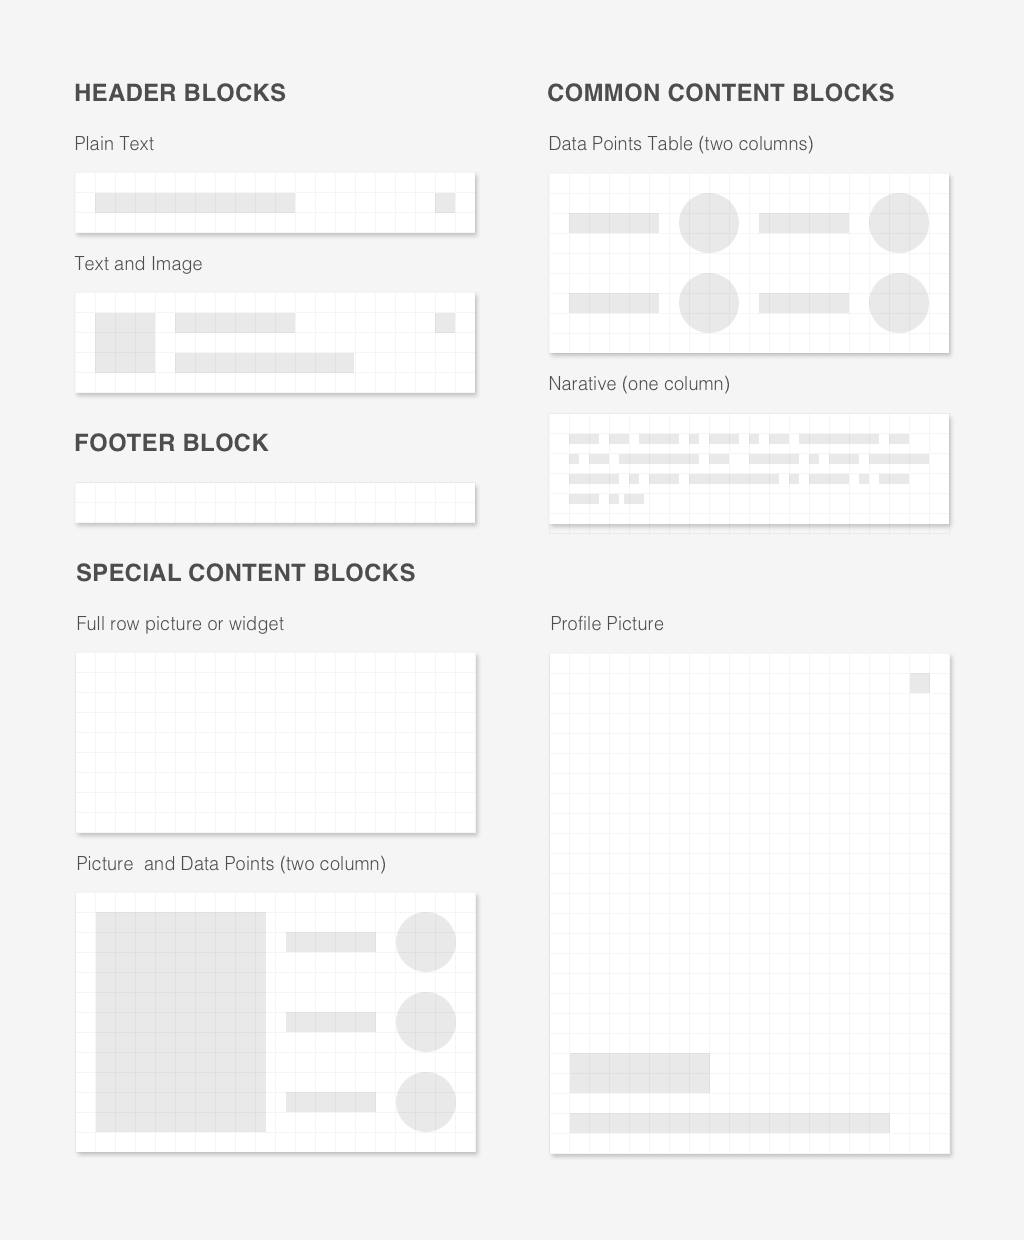 HEADER BLOCKS
Plain Text
Text and Image
FOOTER BLOCK
COMMON CONTENT BLOCKS
Data Points Table (two columns)
Narative (one column)
SPECIAL CONTENT BLOCKS
Full row picture or widget
Picture  and Data Points (two column)
Profile Picture